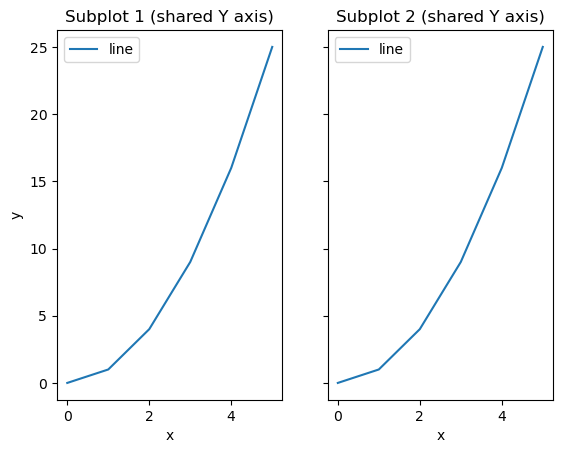 Subplot 1 (shared Y axis)
line
25
20
15
10
5
0
y
0 2 4
x
Subplot 2 (shared Y axis)
line
0 2 4
x